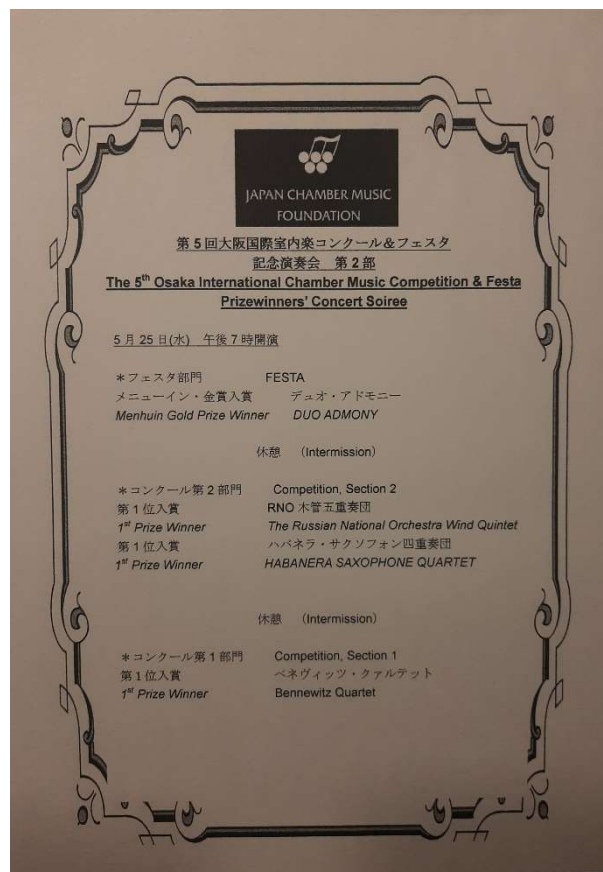 JAPAN CHAMBER MUSIC
FOUNDATION
第5回大阪国際室内楽コンクール&フェスタ
記念演奏会 第2部
The 5th Osaka International Chamber Music Competition & Festa
Prizewinners' Concert Soiree
5月25日(水) 午後7時開演
*フェスタ部門 FESTA
メニューイン・金賞入賞 デュオ・アドモニー
Menhuin Gold Prize Winner DUO ADMONY
休憩 (Intermission)
*コンクール第2部門 Competition, Section 2
第1位入賞 RNO 木管五重奏団
1st Prize Winner The Russian National Orchestra Wind Quintet
第1位入賞 ハバネラ・サクソフォン四重奏団
1st Prize Winner HABANERA SAXOPHONE QUARTET
休憩 (Intermission)
*コンクール第1部門 Competition, Section 1
第1位入賞 ベネヴィッツ・クァルテット
1st Prize Winner Bennewitz Quartet